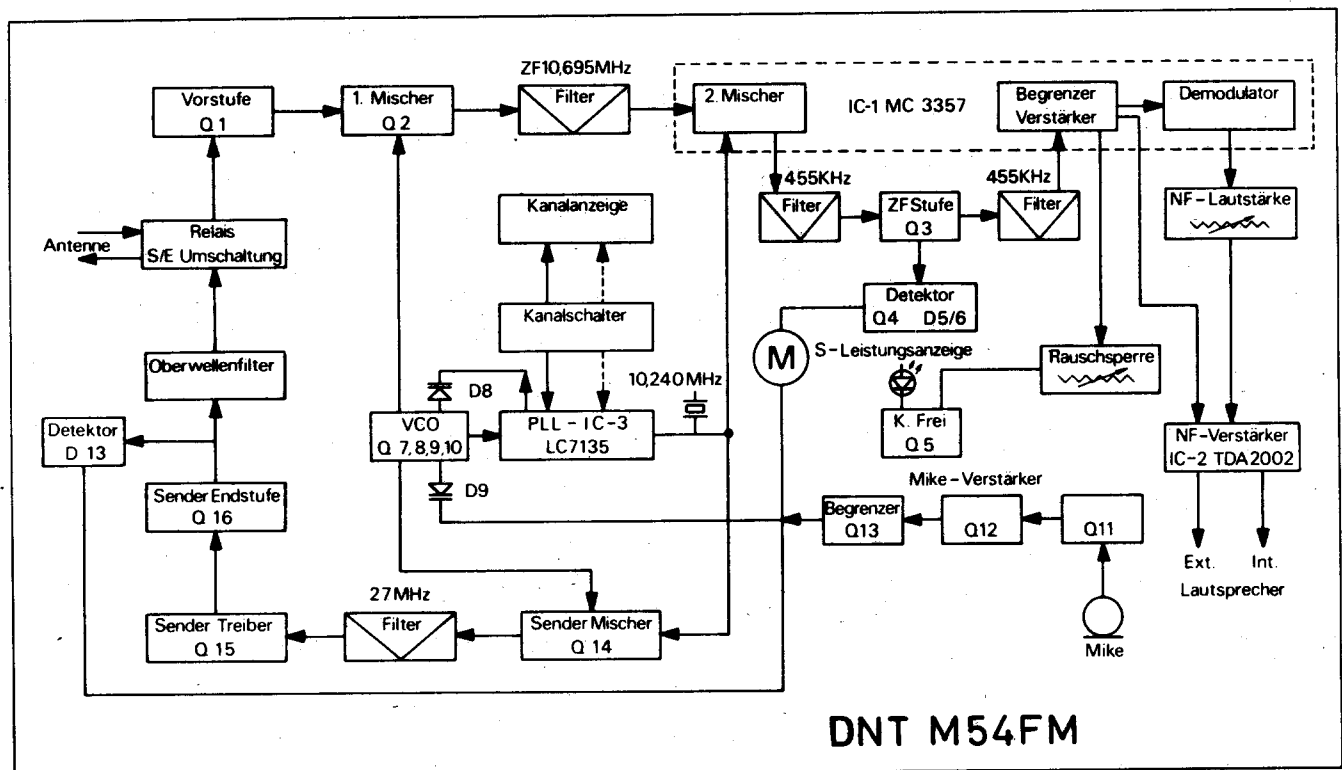 ZF10,695MHz
Vorstufe
Q 1
1. Mischer
Q 2
Filter
2. Mischer
IC-1 MC 3357
Begrenzer
Verstärker
Demodulator
455KHz
Filter
ZF Stufe
Q3
455KHz
Filter
NF-Lautstärke
Antenne
Relais
S/E Umschaltung
Kanalanzeige
Kanalschalter
Detektor
Q4 D5/6
M
S-Leistungsanzeige
Rauschsperre
Oberwellenfilter
D8
10,240MHz
Detektor
D 13
VCO
Q 7,8,9,10
PLL-IC-3
LC7135
K. Frei
Q 5
NF-Verstärker
IC-2 TDA2002
D9
Mike-Verstärker
Sender Endstufe
Q 16
Begrenzer
Q13
Q12
Q11
Ext. Int.
Lautsprecher
27MHz
Sender Treiber
Q 15
Filter
Sender Mischer
Q 14
Mike
DNT M54FM